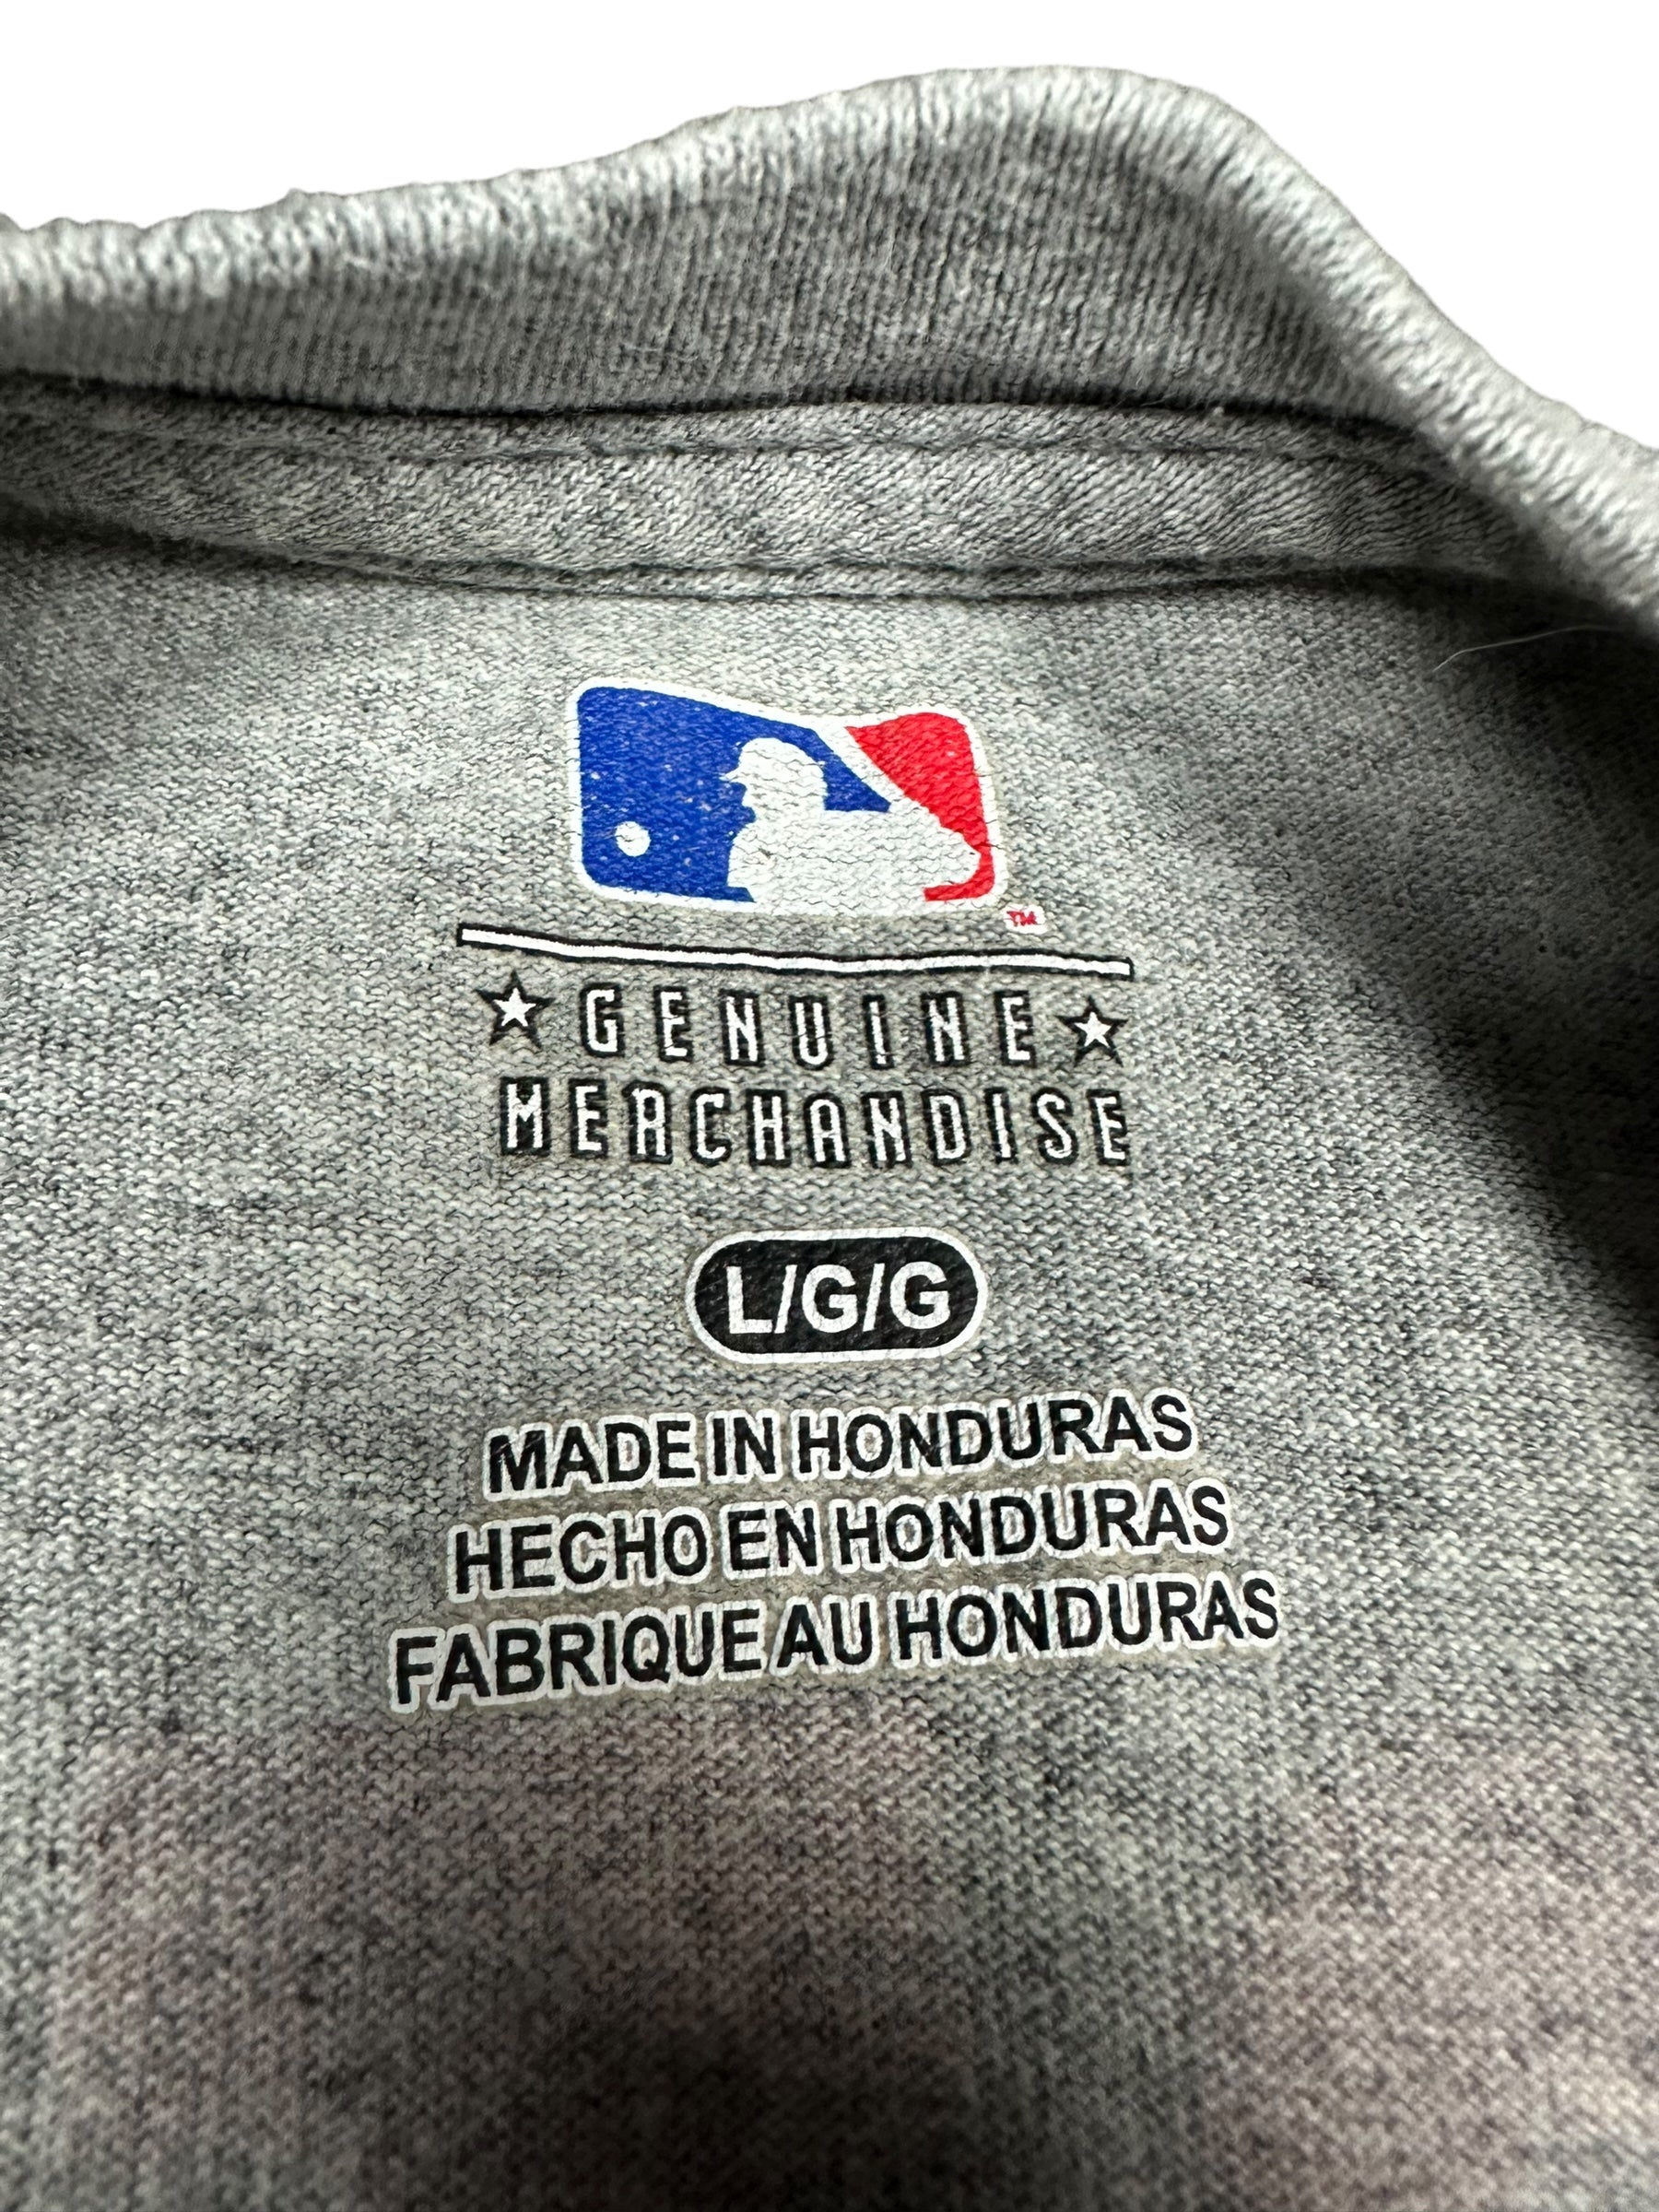 TM
GENUINE
MERCHANDISE
L/G/G
MADE IN HONDURAS
HECHO EN HONDURAS
FABRIQUE AU HONDURAS